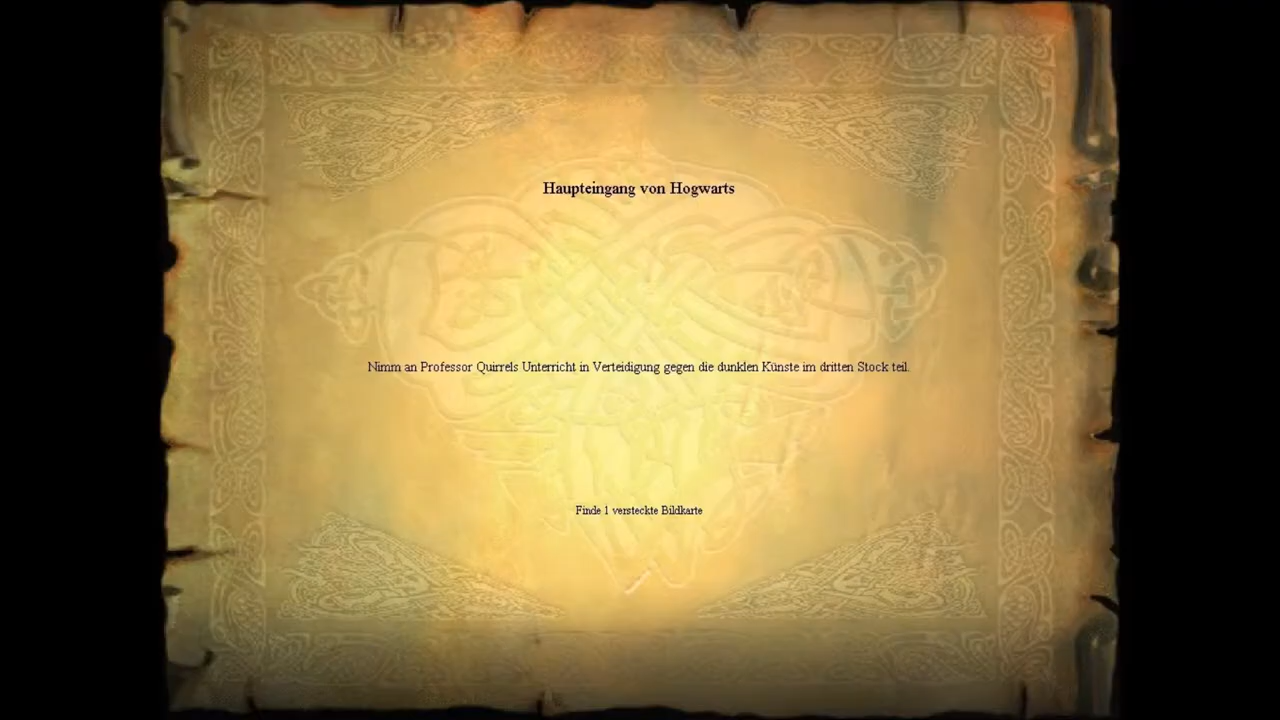 Haupteingang von Hogwarts
Nimm an Professor Quirrels Unterricht in Verteidigung gegen die dunklen Künste im dritten Stock teil.
Finde 1 versteckte Bildkarte